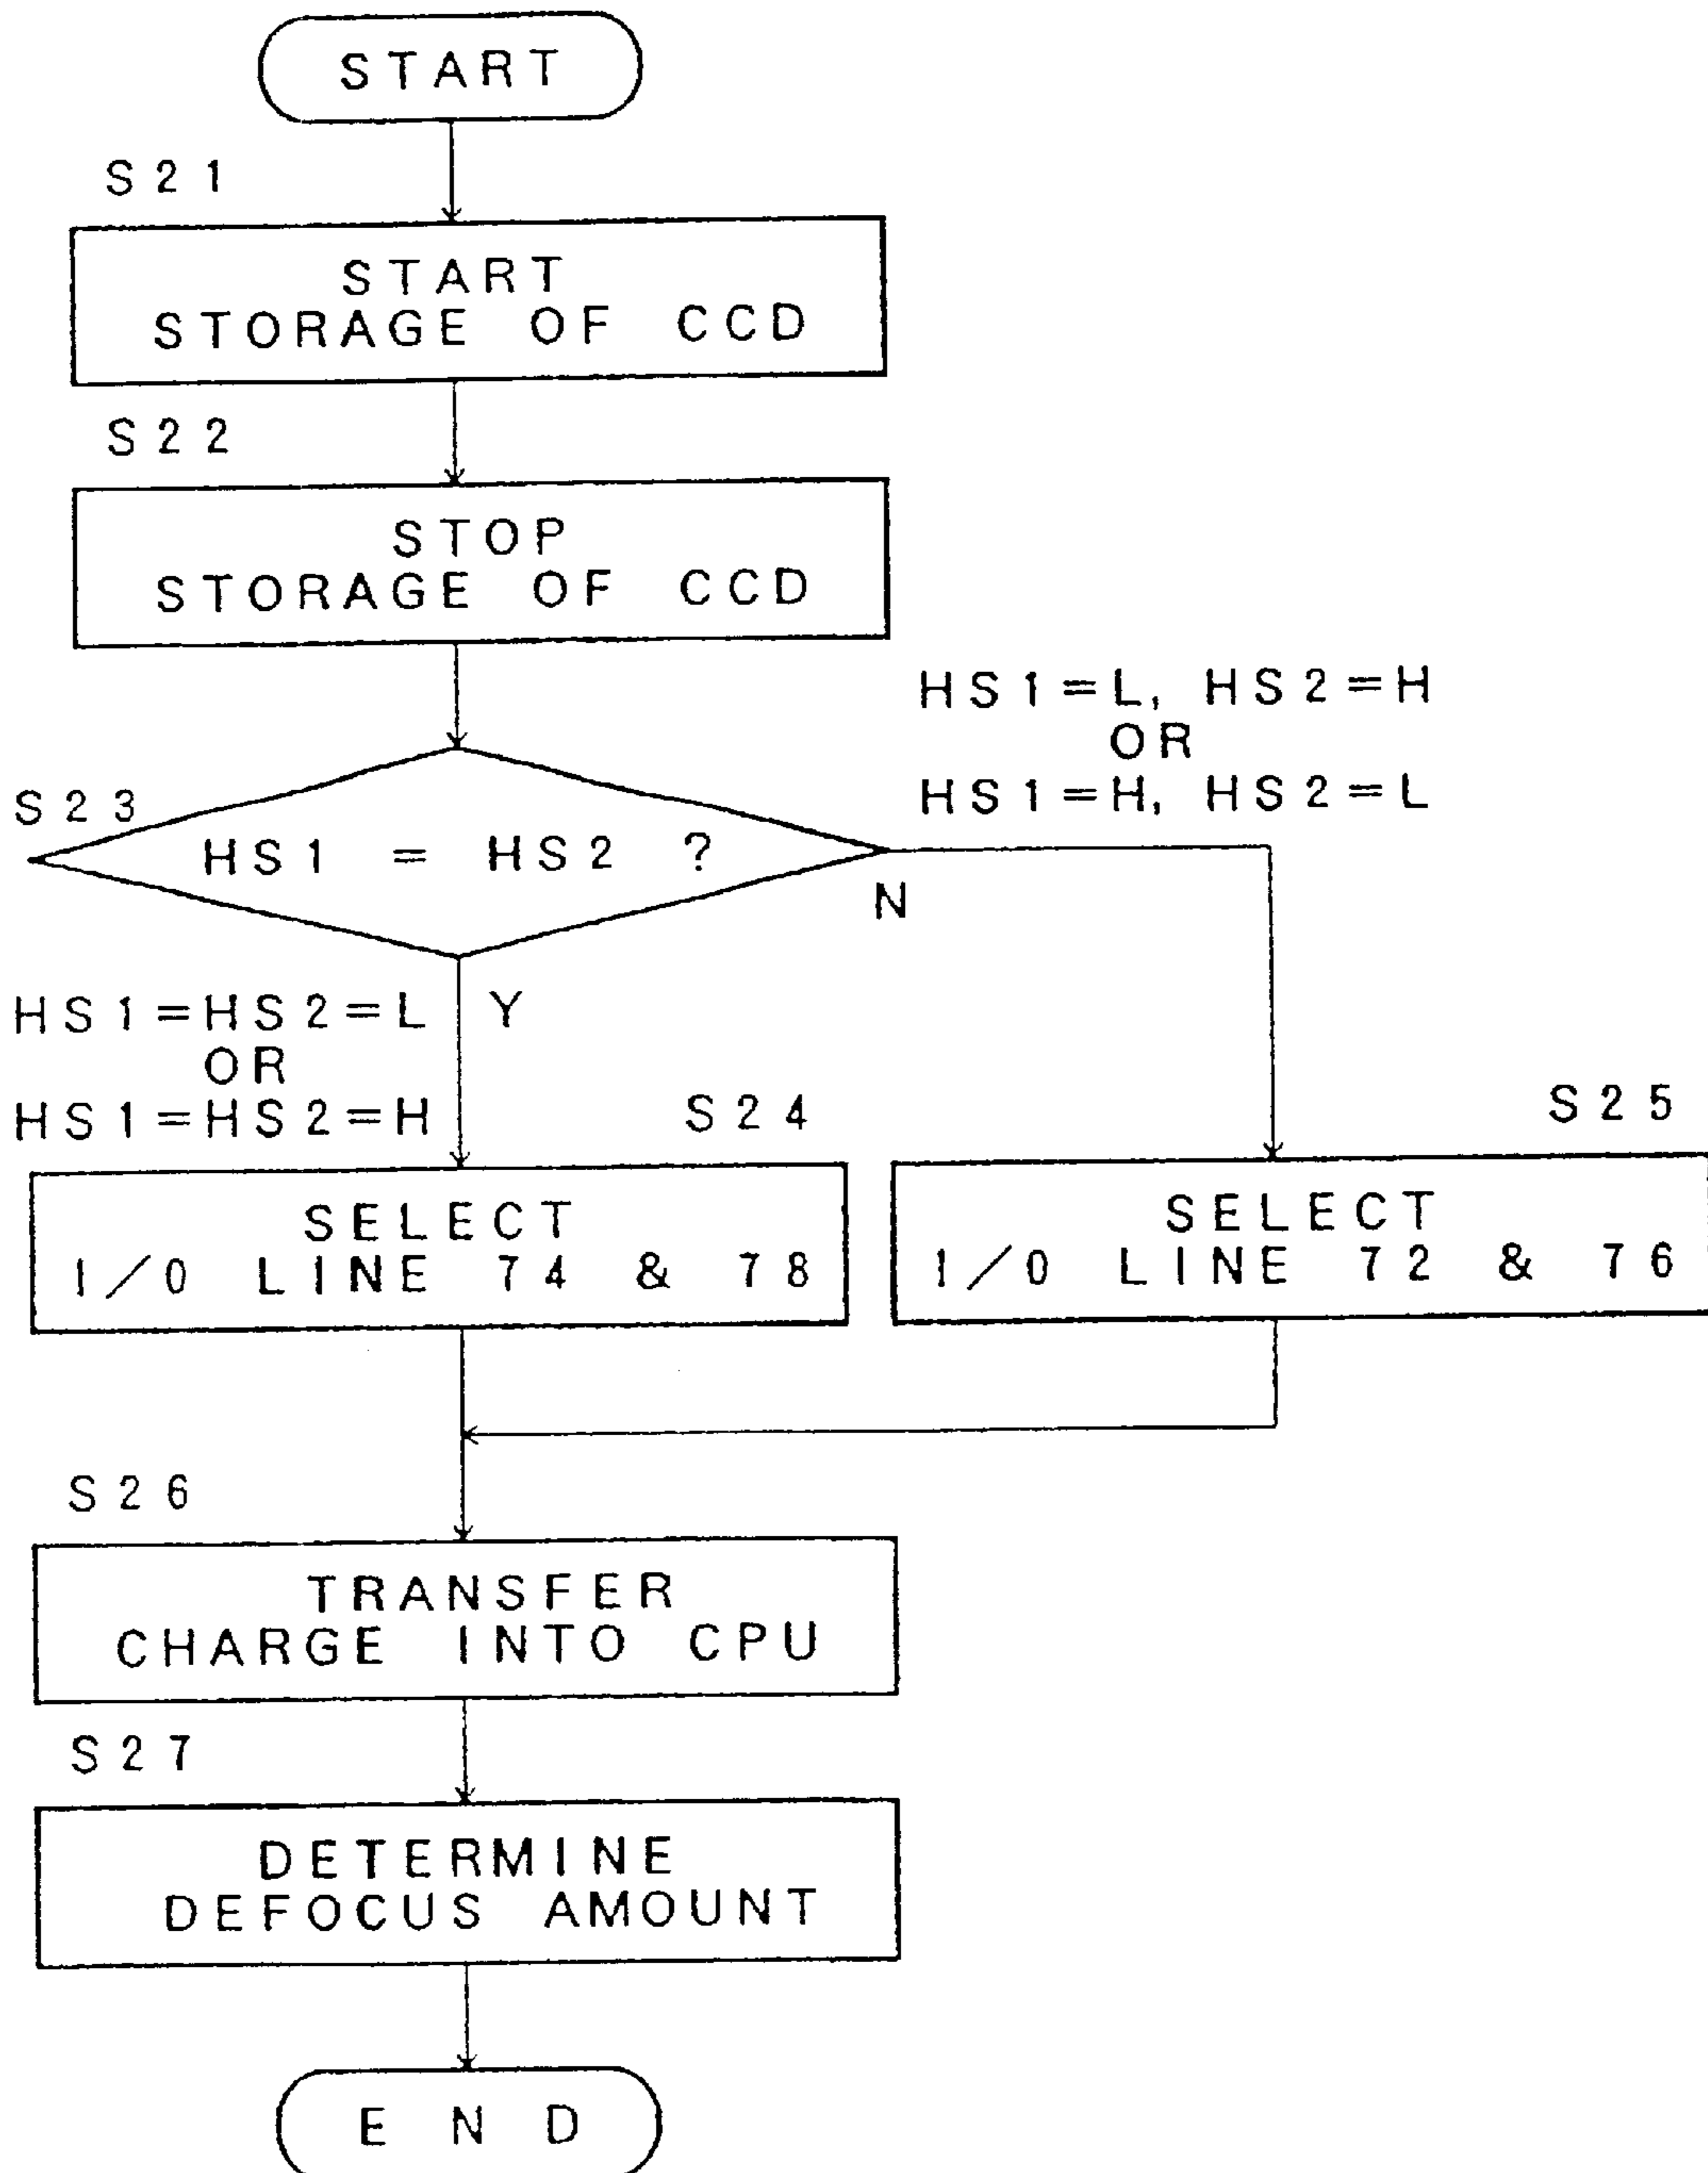 START
S21
START
STORAGE OF CCD
S22
STOP
STORAGE OF CCD
HS1=L, HS2=H
OR
HS1=H, HS2=L
S23
HS1 = HS2 ?
N
HS1=HS2=L
OR
HS1=HS2=H
Y
S24
S25
SELECT
I/O LINE 74 & 78
SELECT
I/O LINE 72 & 76
S26
TRANSFER
CHARGE INTO CPU
S27
DETERMINE
DEFOCUS AMOUNT
END